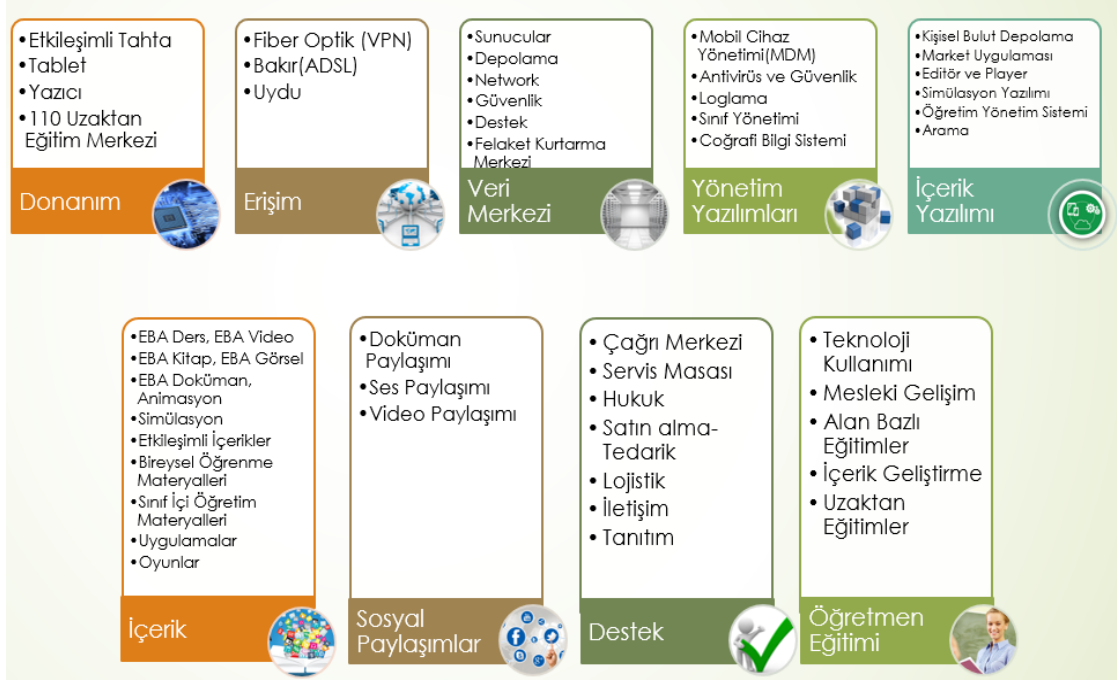 •Etkileşimli Tahta
•Tablet
•Yazıcı
•110 Uzaktan
Eğitim Merkezi
Donanım
•Fiber Optik (VPN)
•Bakır(ADSL)
•Uydu
Erişim
•Sunucular
•Depolama
•Network
•Güvenlik
•Destek
•Felaket Kurtarma
Merkezi
Veri
Merkezi
•Mobil Cihaz
Yönetimi(MDM)
•Antivirüs ve Güvenlik
•Loglama
•Sınıf Yönetimi
•Coğrafi Bilgi Sistemi
Yönetim
Yazılımları
•Kişisel Bulut Depolama
•Market Uygulaması
•Editör ve Player
•Simülasyon Yazılımı
•Öğretim Yönetim Sistemi
•Arama
İçerik
Yazılımı
•EBA Ders, EBA Video
•EBA Kitap, EBA Görsel
•EBA Doküman,
Animasyon
•Simülasyon
•Etkileşimli İçerikler
•Bireysel Öğrenme
Materyalleri
•Sınıf İçi Öğretim
Materyalleri
•Uygulamalar
•Oyunlar
İçerik
•Doküman
Paylaşımı
•Ses Paylaşımı
•Video Paylaşımı
Sosyal
Paylaşımlar
• Çağrı Merkezi
• Servis Masası
• Hukuk
• Satın alma-
Tedarik
• Lojistik
• İletişim
• Tanıtım
Destek
• Teknoloji
Kullanımı
• Mesleki Gelişim
• Alan Bazlı
Eğitimler
• İçerik Geliştirme
• Uzaktan
Eğitimler
Öğretmen
Eğitimi